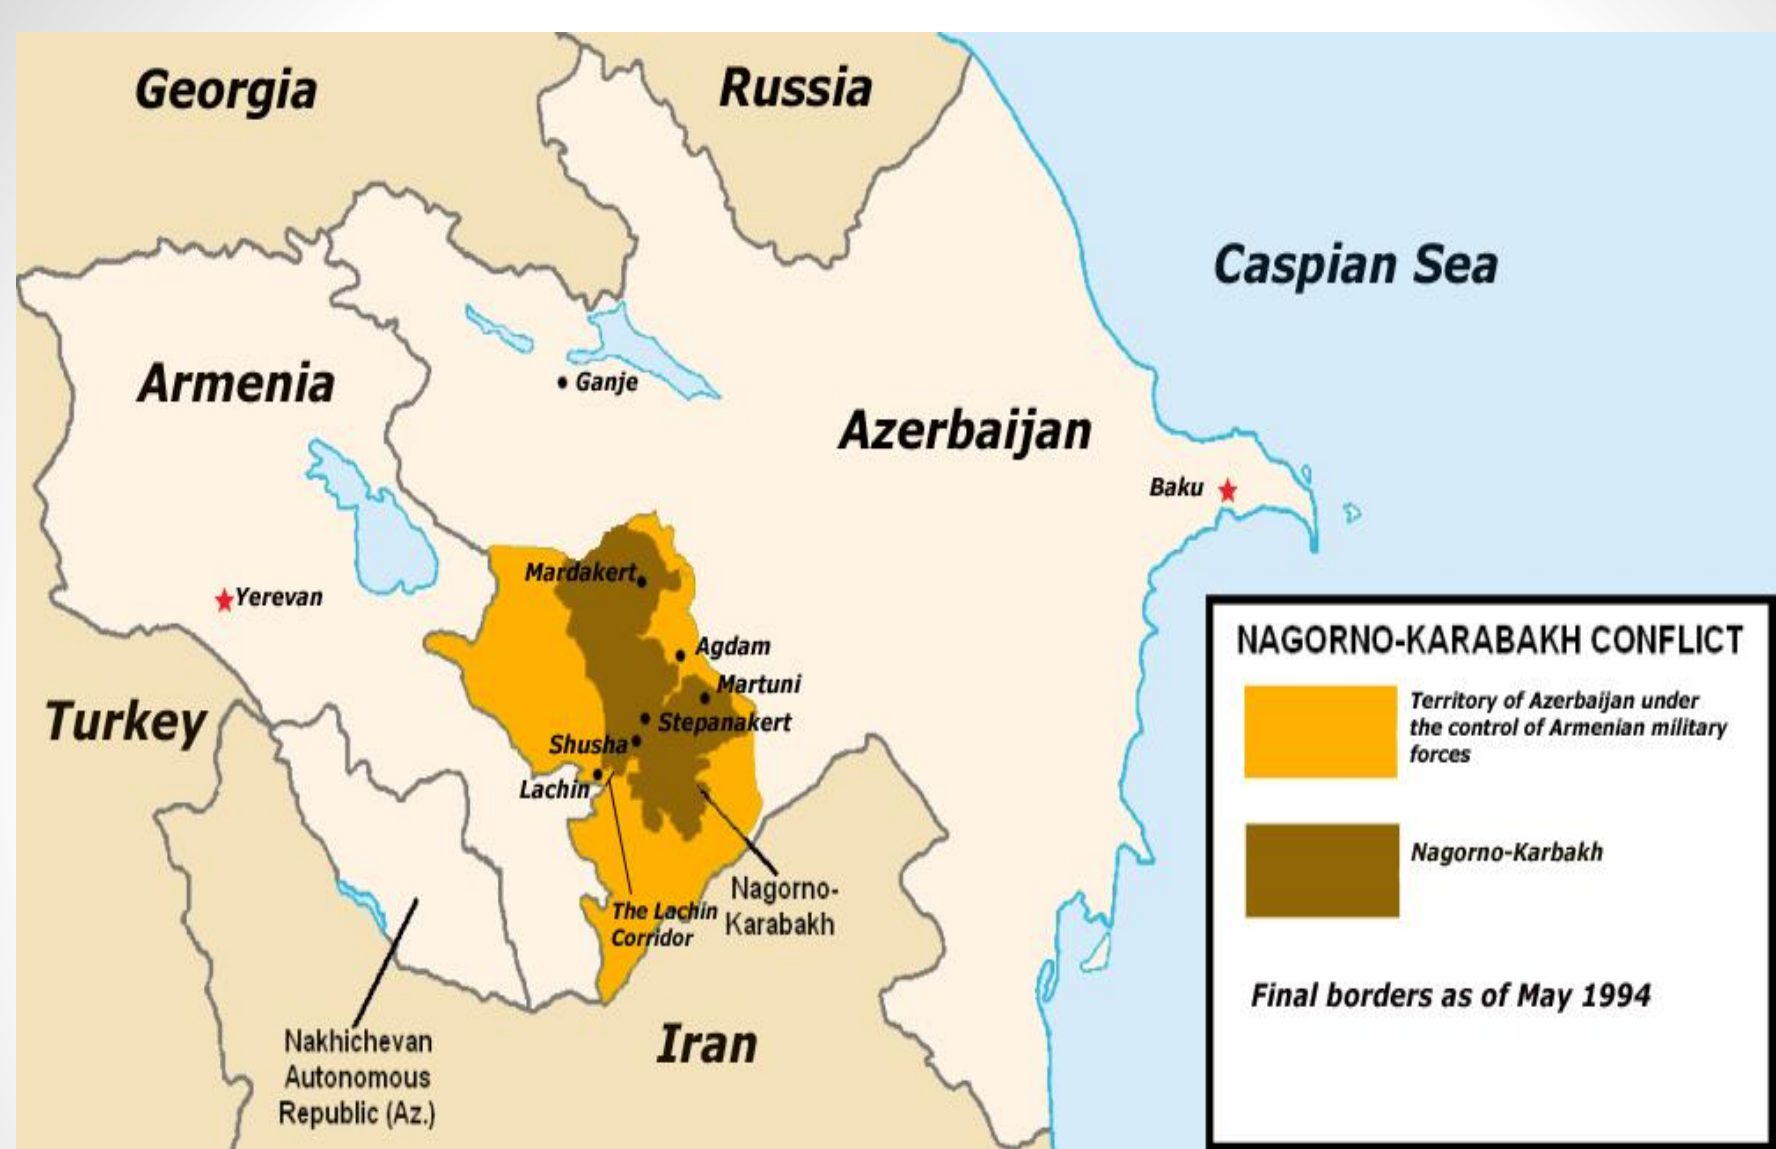 Georgia
Russia
Caspian Sea
Armenia
Ganje
Azerbaijan
Baku
Mardakert
Yerevan
Agdam
Martuni
Turkey
Stepanakert
Shusha
Lachin
The Lachin
Corridor
Nagorno-
Karabakh
Iran
Nakhichevan
Autonomous
Republic (Az.)
NAGORNO-KARABAKH CONFLICT
Territory of Azerbaijan under
the control of Armenian military
forces
Nagorno-Karbakh
Final borders as of May 1994